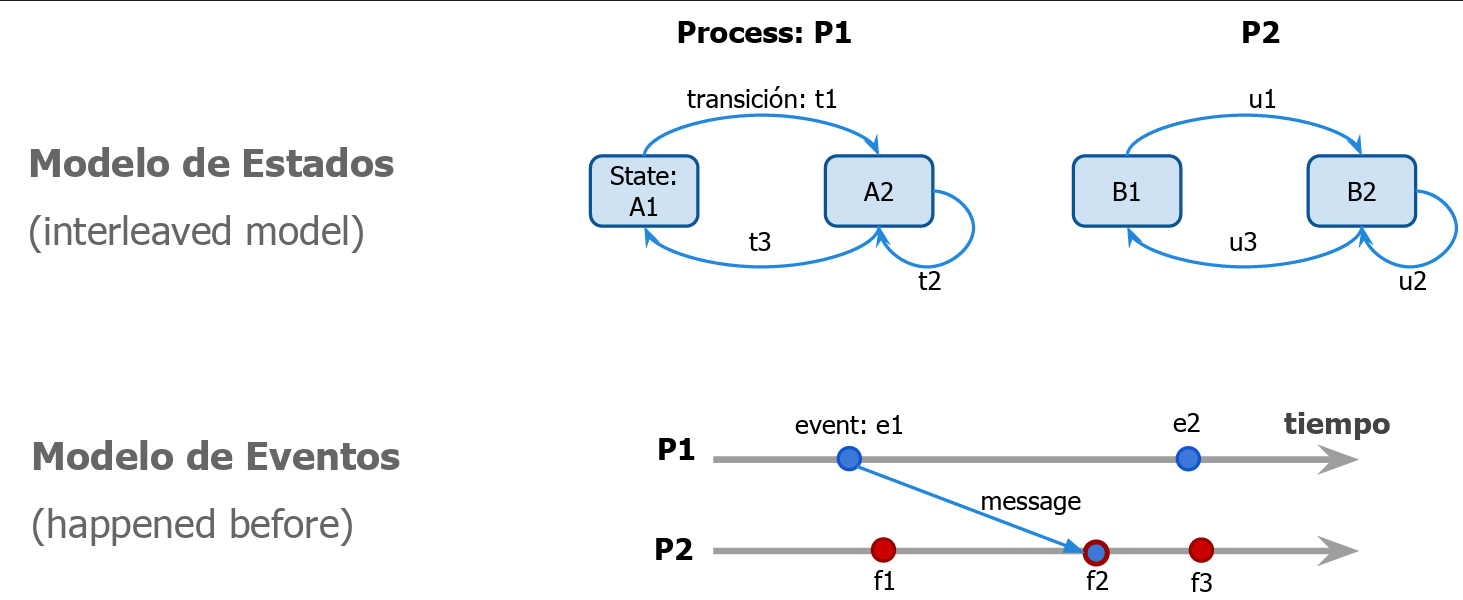 Process: P1
P2
transición: t1
u1
Modelo de Estados
(interleaved model)
State:
A1
A2
B1
B2
t3
t2
u3
u2
Modelo de Eventos
(happened before)
event: e1
e2
tiempo
P1
message
P2
f1
f2
f3